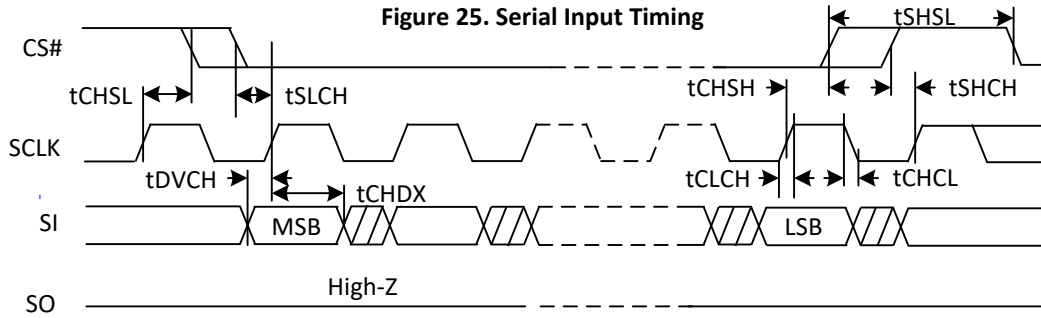 Figure 25. Serial Input Timing
tSHSL
CS#
tCHSL
tSLCH
tCHSH
tSHCH
SCLK
tDVCH
tCHDX
tCLCH
tCHCL
SI
MSB
LSB
High-Z
SO